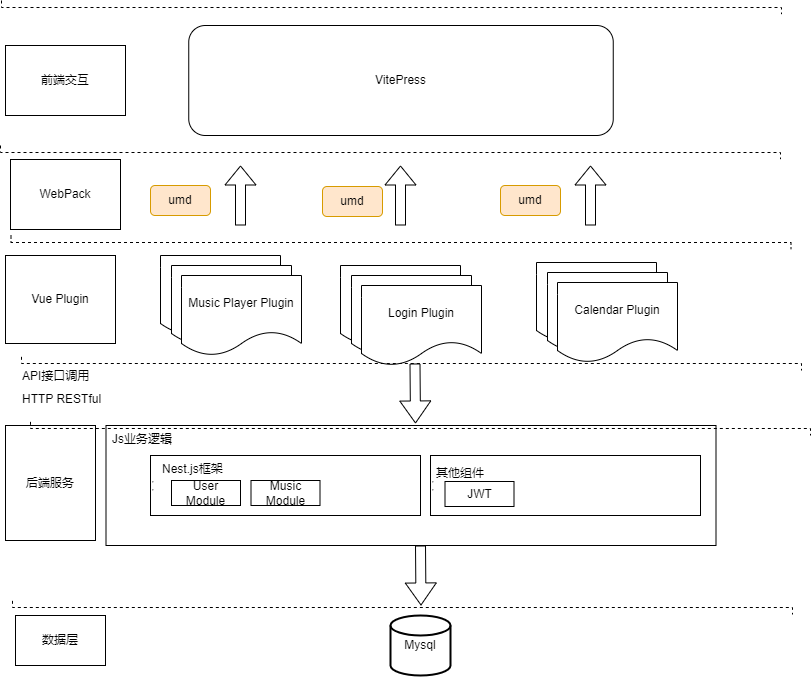 前端交互
VitePress
WebPack
umd
umd
umd
Vue Plugin
Music Player Plugin
Login Plugin
Calendar Plugin
API接口调用
HTTP RESTful
后端服务
Js业务逻辑
Nest.js框架
User
Module
Music
Module
其他组件
JWT
数据层
Mysql